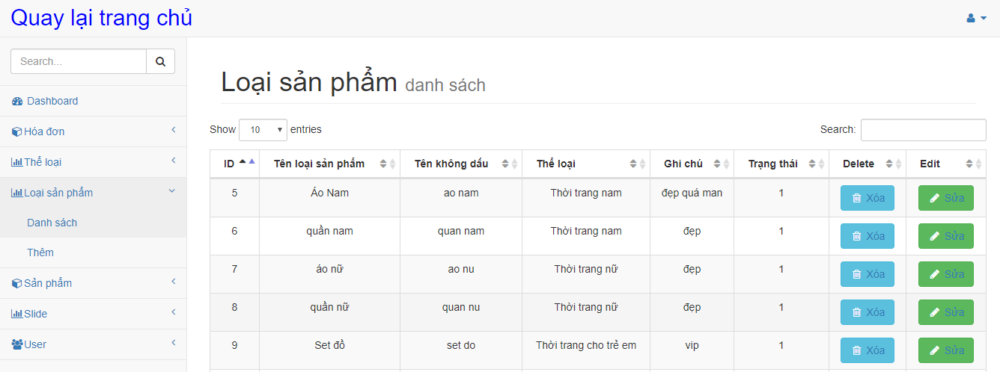 Quay lại trang chủ
Search...
Dashboard
Hóa đơn
Thể loại
Loại sản phẩm
Danh sách
Thêm
Sản phẩm
Slide
User
Loại sản phẩm danh sách
Show 10 entries
Search:
ID Tên loại sản phẩm Tên không dấu Thể loại Ghi chú Trạng thái Delete Edit
5 Áo Nam ao nam Thời trang nam đẹp quá man 1 Xóa Sửa
6 quần nam quan nam Thời trang nam đẹp 1 Xóa Sửa
7 áo nữ ao nu Thời trang nữ đẹp 1 Xóa Sửa
8 quần nữ quan nu Thời trang nữ đẹp 1 Xóa Sửa
9 Set đồ set do Thời trang cho trẻ em vip 1 Xóa Sửa